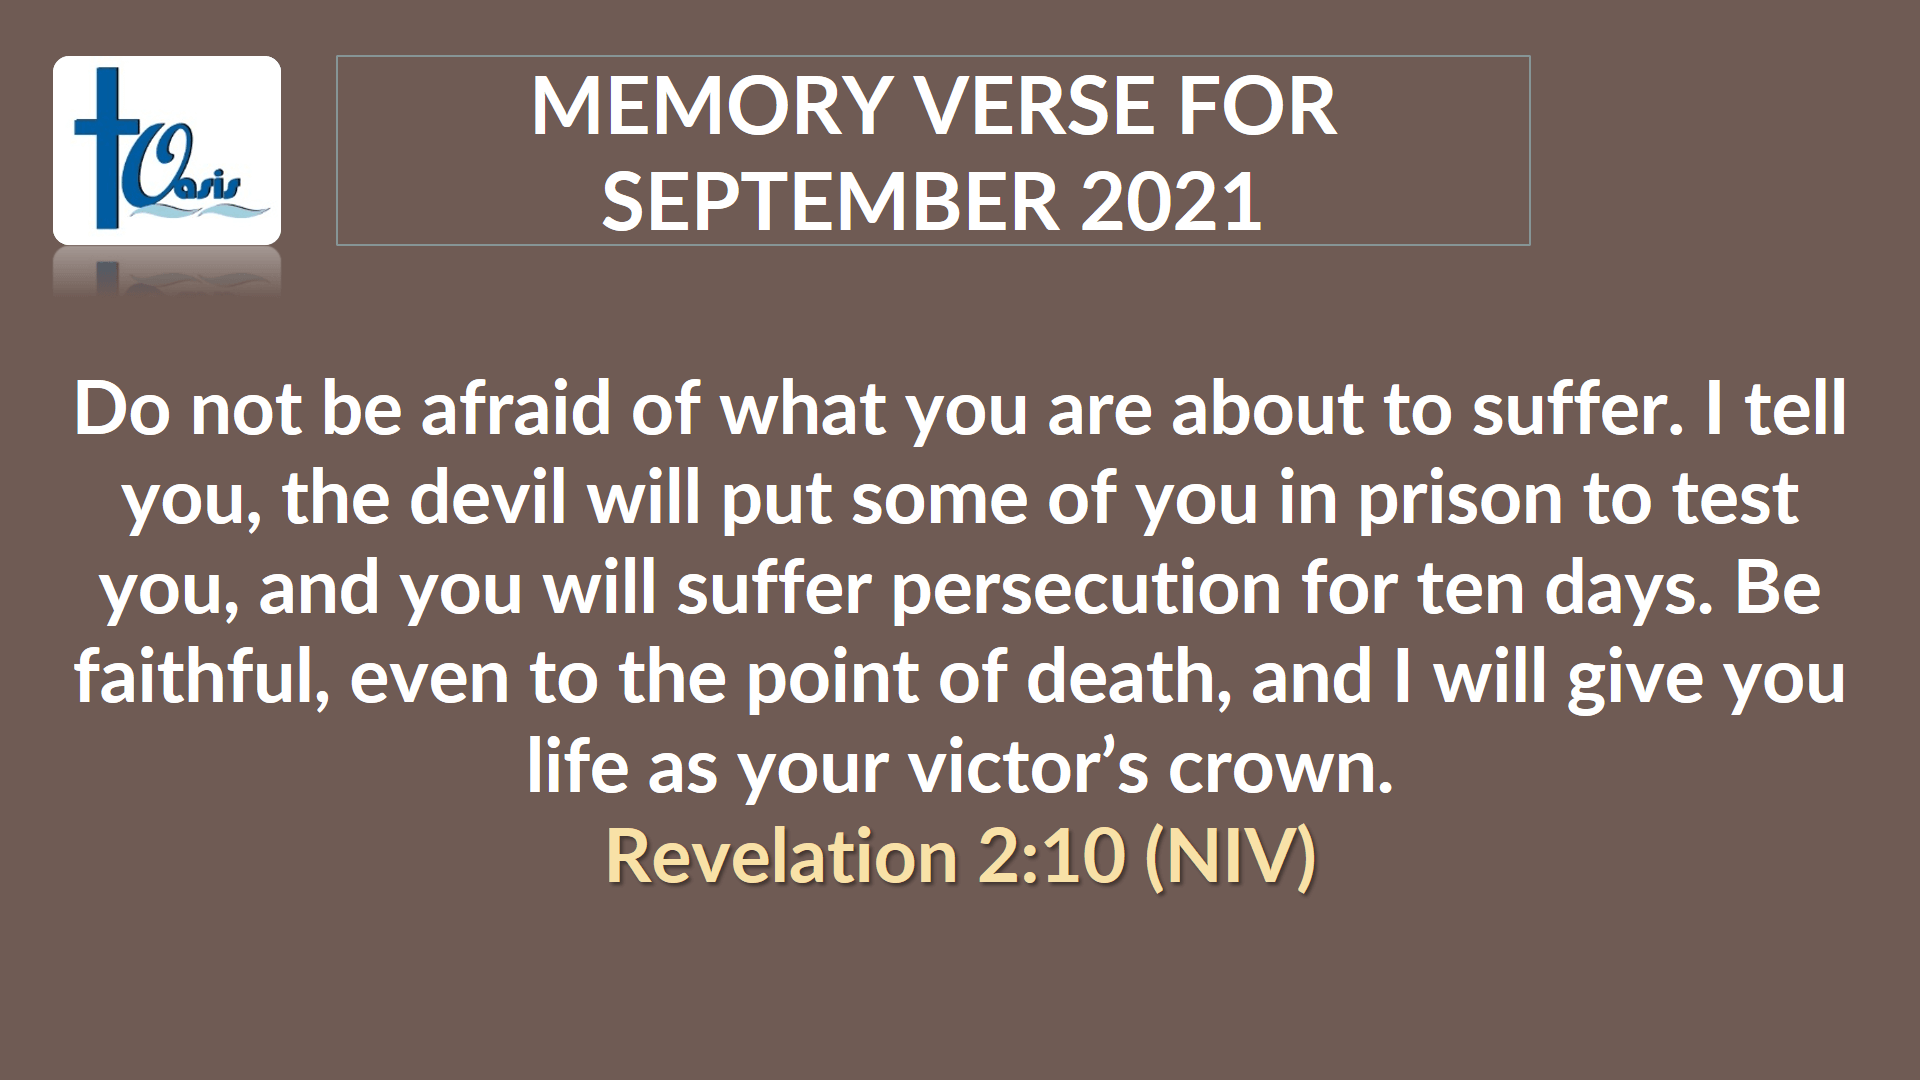 Oasis
MEMORY VERSE FOR
SEPTEMBER 2021
Do not be afraid of what you are about to suffer. I tell
you, the devil will put some of you in prison to test
you, and you will suffer persecution for ten days. Be
faithful, even to the point of death, and I will give you
life as your victor’s crown.
Revelation 2:10 (NIV)